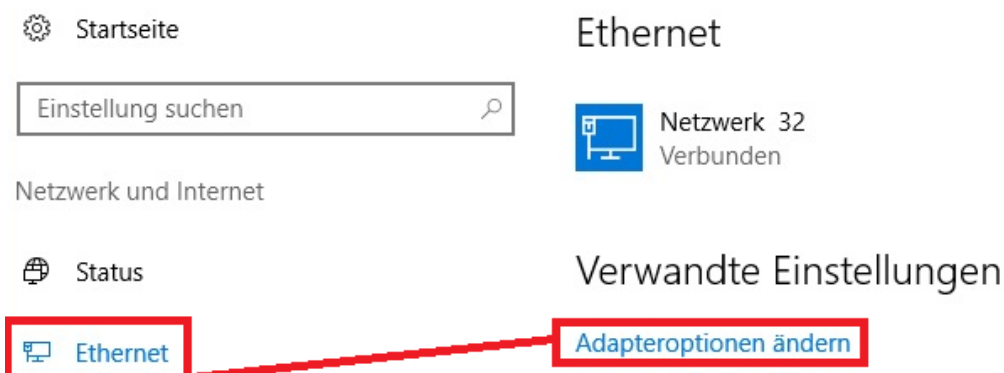 Startseite
Einstellung suchen
Netzwerk und Internet
Status
Ethernet
Ethernet
Netzwerk 32
Verbunden
Verwandte Einstellungen
Adapteroptionen ändern